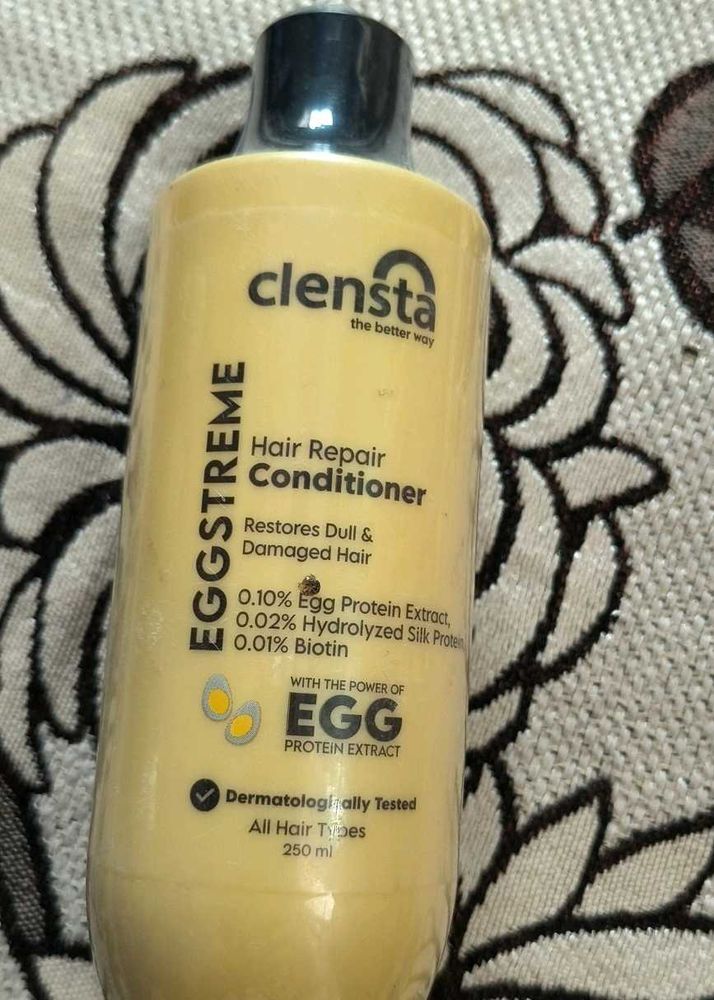 clensta
the better way
EGGSTREME
Hair Repair
Conditioner
Restores Dull &
Damaged Hair
0.10% Egg Protein Extract,
0.02% Hydrolyzed Silk Protein,
0.01% Biotin
WITH THE POWER OF
EGG
PROTEIN EXTRACT
Dermatologically Tested
All Hair Types
250 ml